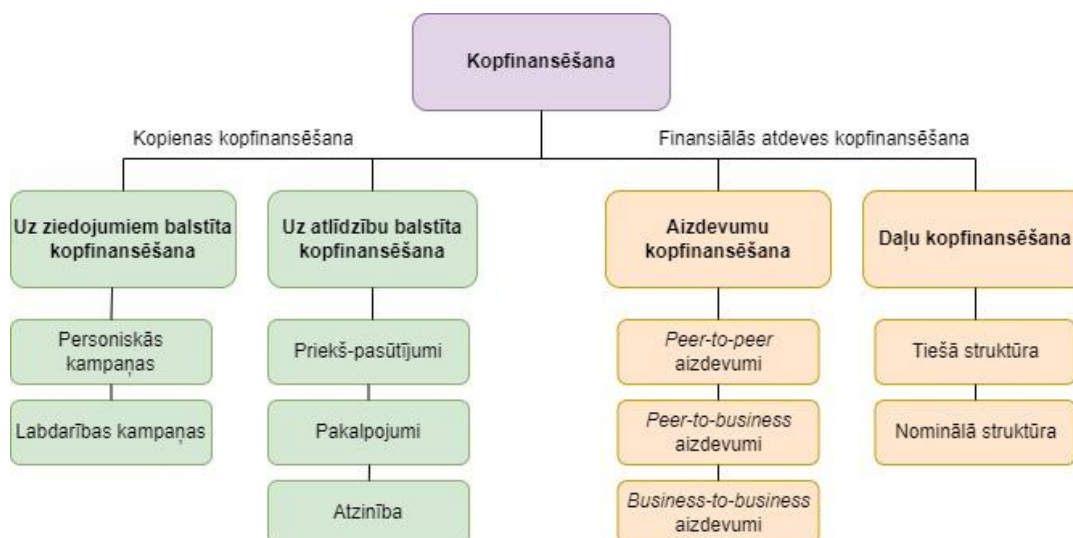 Kopfinansēšana
Kopienas kopfinansēšana
Finansiālās atdeves kopfinansēšana
Uz ziedojumiem balstīta
kopfinansēšana
Uz atlīdzību balstīta
kopfinansēšana
Aizdevumu
kopfinansēšana
Daļu kopfinansēšana
Personiskās
kampaņas
Priekš-pasūtījumi
Peer-to-peer
aizdevumi
Tiešā struktūra
Labdarības kampaņas
Pakalpojumi
Peer-to-business
aizdevumi
Nominālā struktūra
Atzinība
Business-to-business
aizdevumi